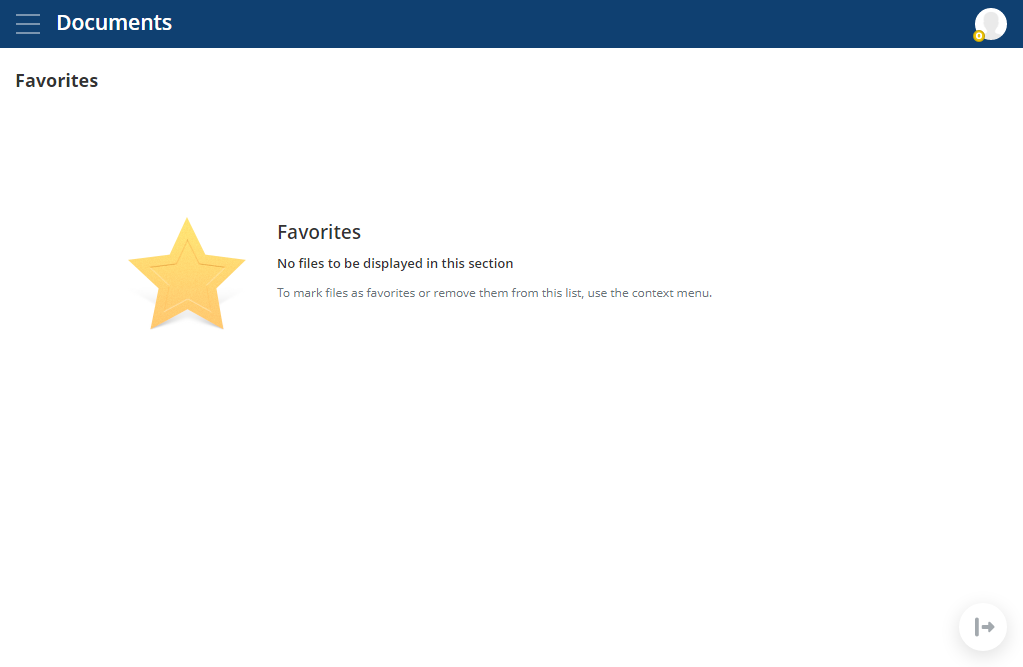 Documents
Favorites
Favorites
No files to be displayed in this section
To mark files as favorites or remove them from this list, use the context menu.